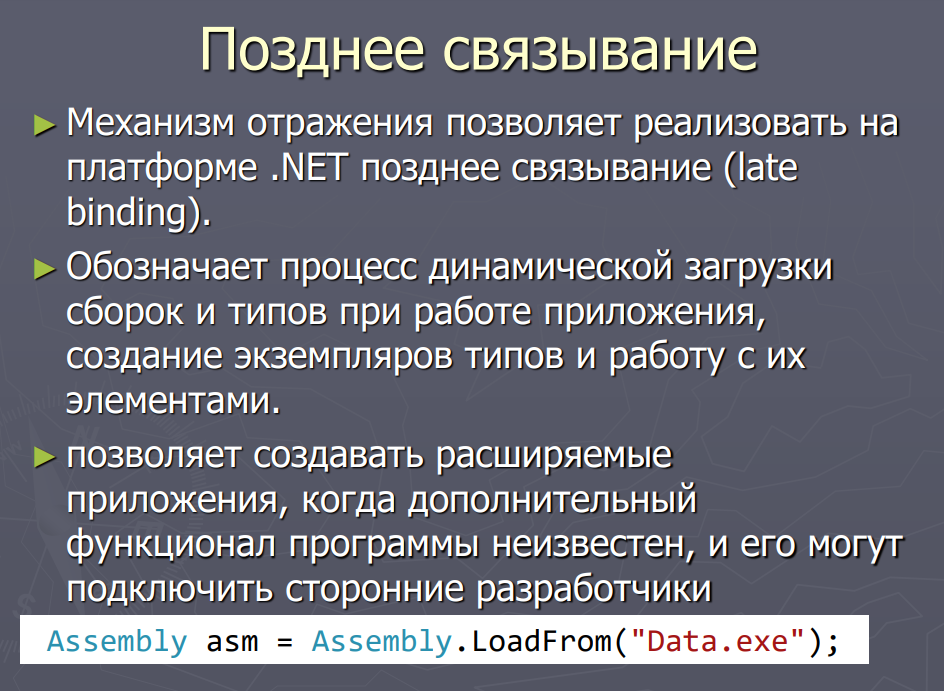 Позднее связывание
► Механизм отражения позволяет реализовать на
платформе .NET позднее связывание (late
binding).
► Обозначает процесс динамической загрузки
сборок и типов при работе приложения,
создание экземпляров типов и работу с их
элементами.
► позволяет создавать расширяемые
приложения, когда дополнительный
функционал программы неизвестен, и его могут
подключить сторонние разработчики
Assembly asm = Assembly.LoadFrom("Data.exe");